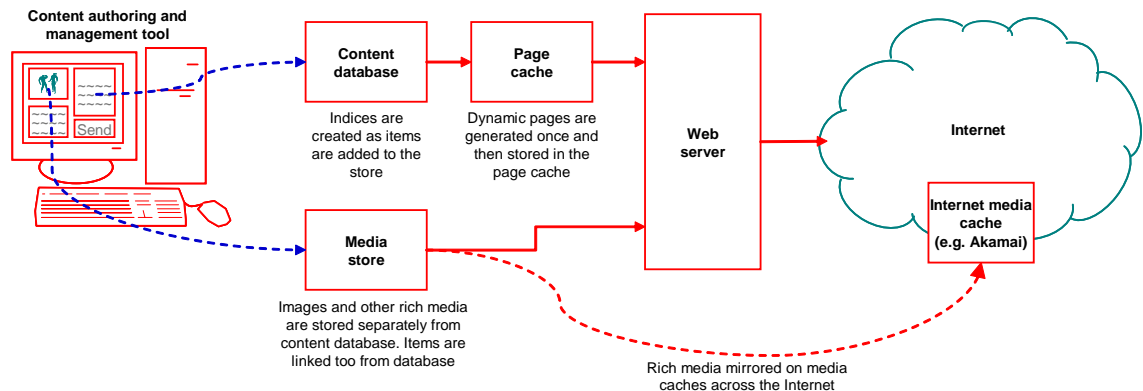 Content authoring and
management tool
Send
Content
database
Indices are
created as items
are added to the
store
Page
cache
Dynamic pages are
generated once and
then stored in the
page cache
Media
store
Images and other rich media
are stored separately from
content database. Items are
linked too from database
Web
server
Internet
Internet media
cache
(e.g. Akamai)
Rich media mirrored on media
caches across the Internet